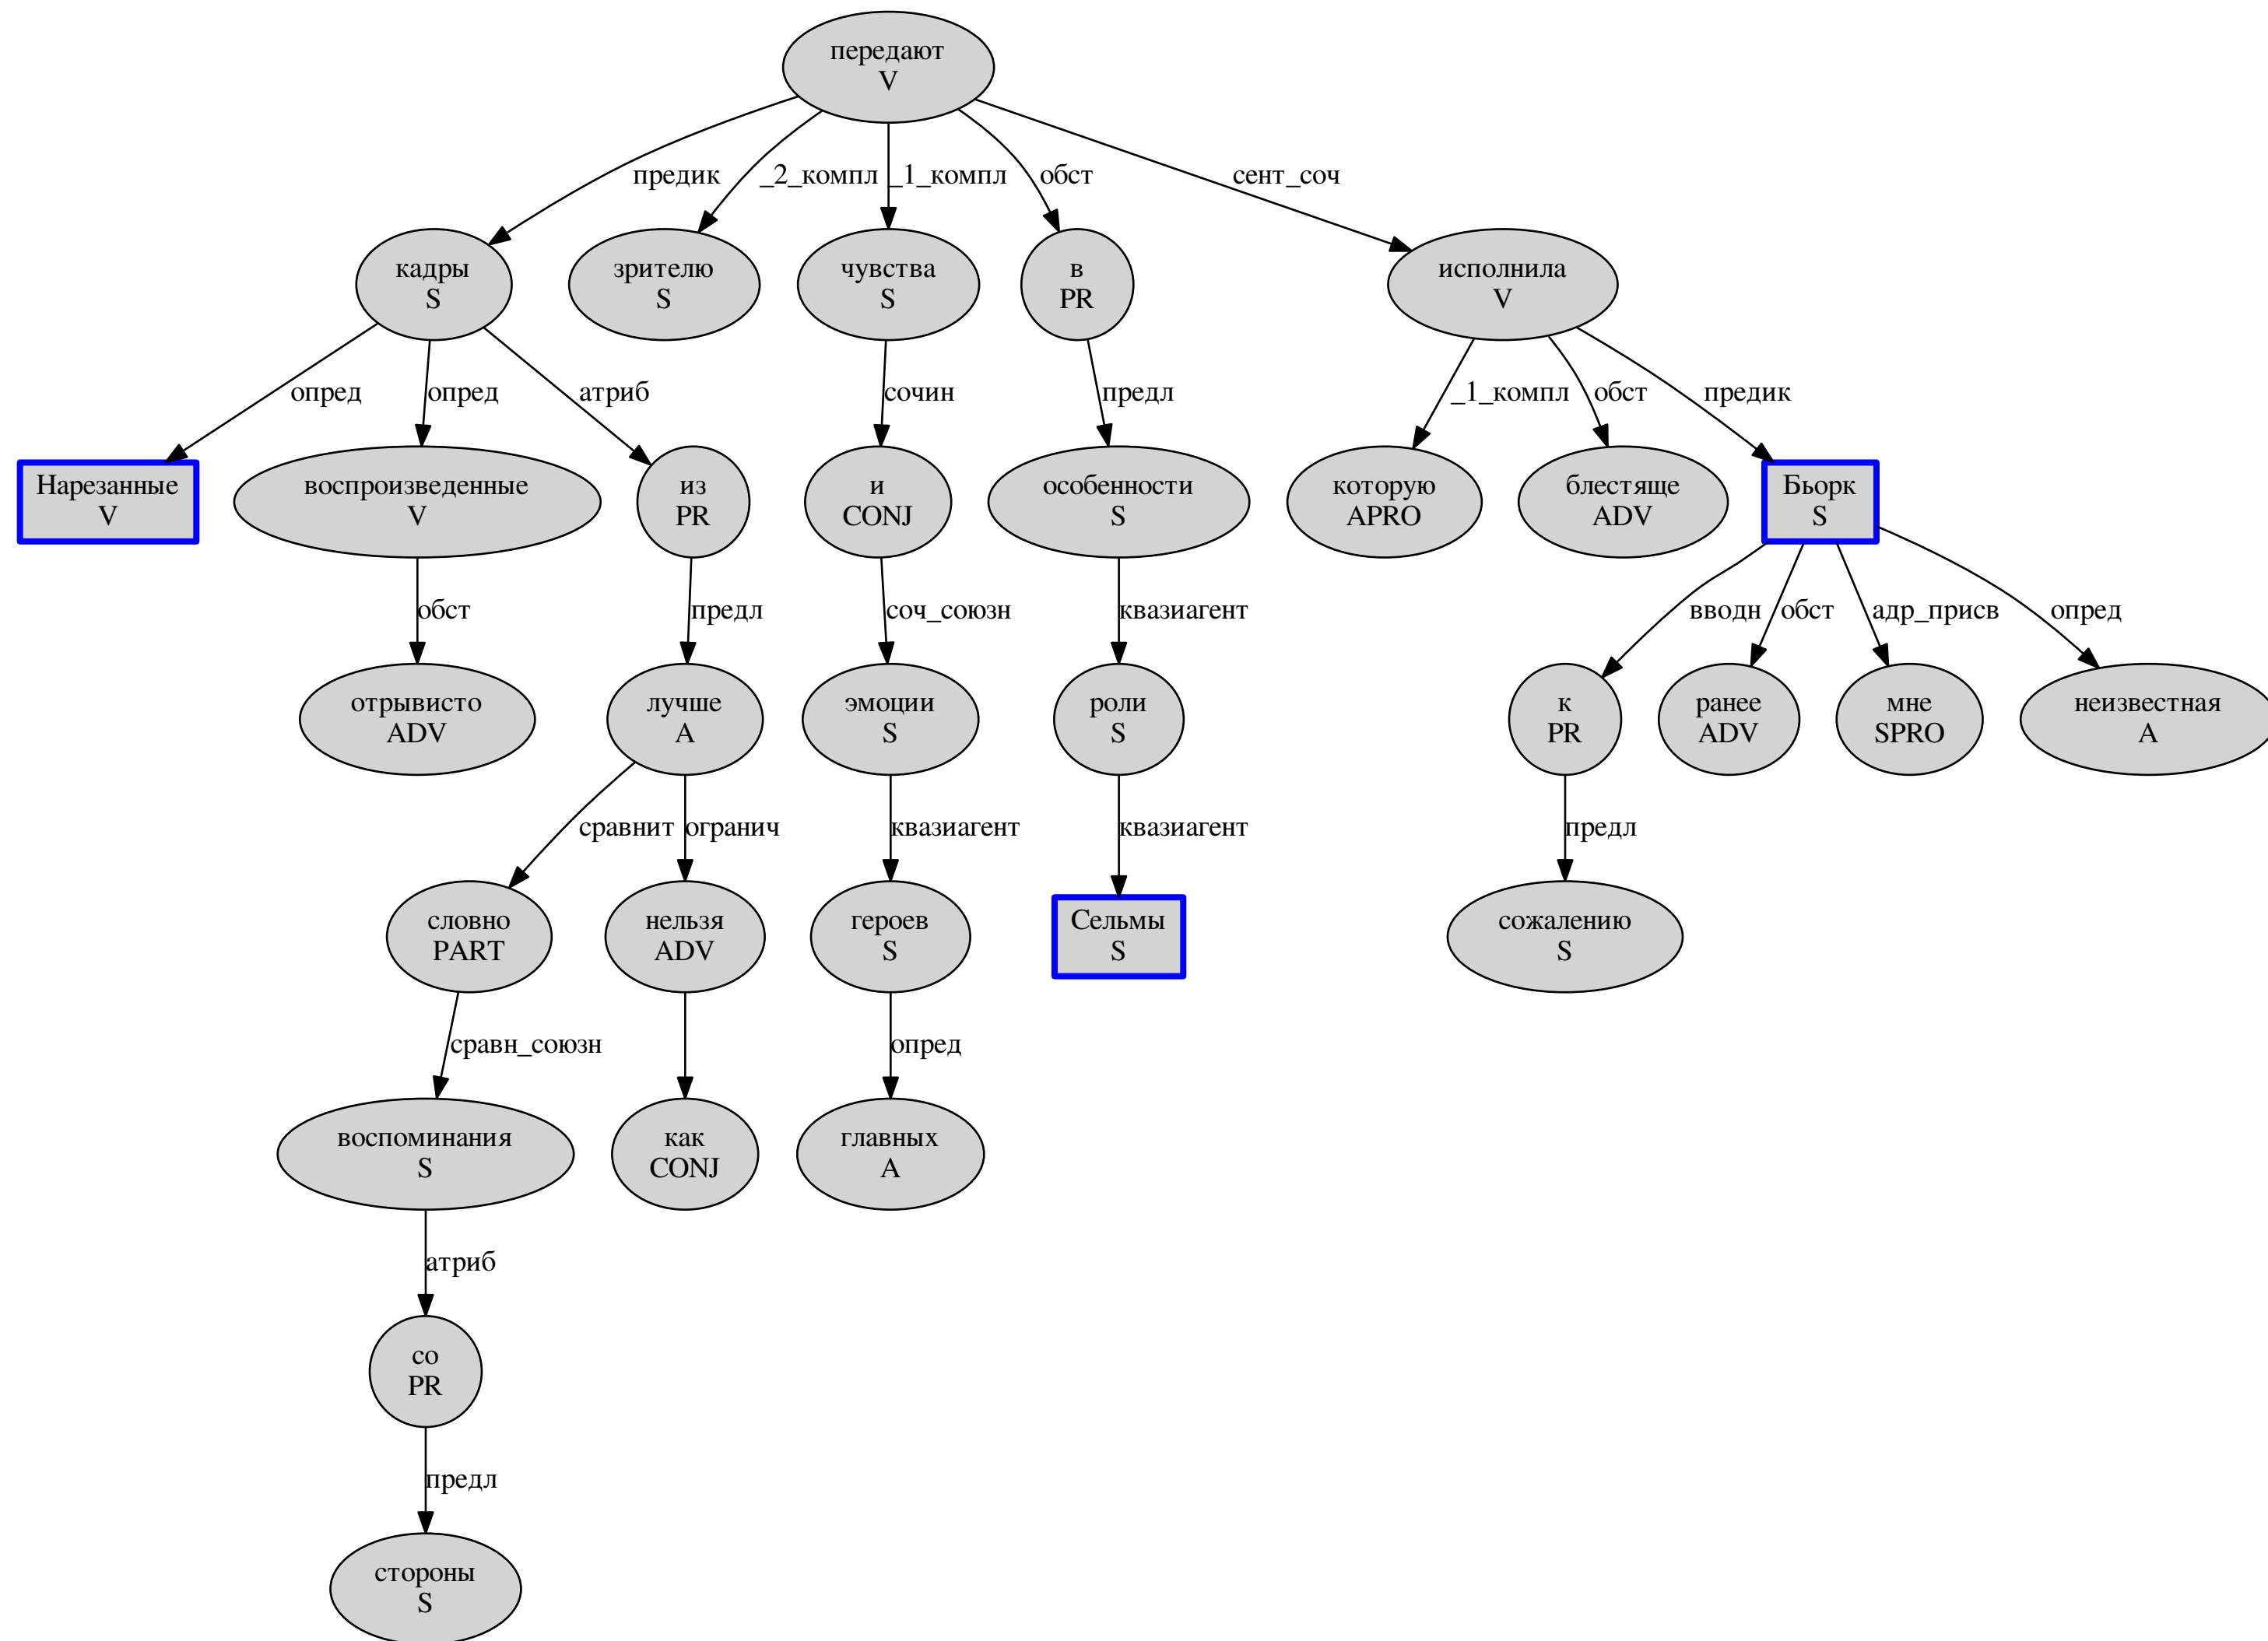 передают
V
предик
_2_компл
_1_компл
обст
сент_соч
кадры
S
зрителю
S
чувства
S
в
PR
исполнила
V
опред
опред
атриб
сочин
предл
_1_компл
обст
предик
Нарезанные
V
воспроизведенные
V
из
PR
и
CONJ
особенности
S
которую
APRO
блестяще
ADV
Бьорк
S
обст
предл
соч_союзн
квазиагент
вводн
обст
адр_присв
опред
отрывисто
ADV
лучше
A
эмоции
S
роли
S
к
PR
ранее
ADV
мне
SPRO
неизвестная
A
сравнит
огранич
квазиагент
квазиагент
предл
словно
PART
нельзя
ADV
героев
S
Сельмы
S
сожалению
S
сравн_союзн
опред
воспоминания
S
как
CONJ
главных
A
атриб
со
PR
предл
стороны
S